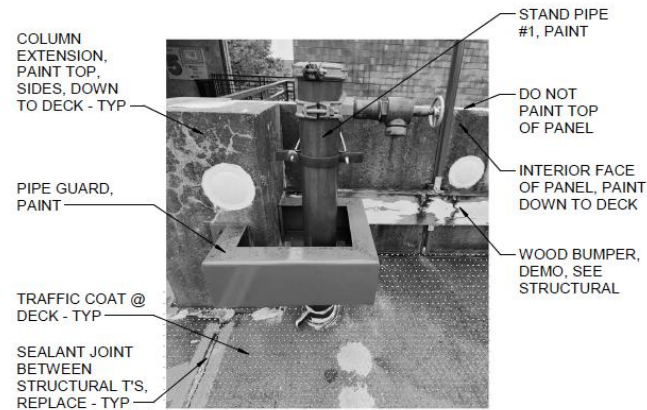 COLUMN
EXTENSION,
PAINT TOP,
SIDES, DOWN
TO DECK - TYP
PIPE GUARD,
PAINT
TRAFFIC COAT @
DECK - TYP
SEALANT JOINT
BETWEEN
STRUCTURAL T'S,
REPLACE - TYP
STAND PIPE
#1, PAINT
DO NOT
PAINT TOP
OF PANEL
INTERIOR FACE
OF PANEL, PAINT
DOWN TO DECK
WOOD BUMPER,
DEMO, SEE
STRUCTURAL